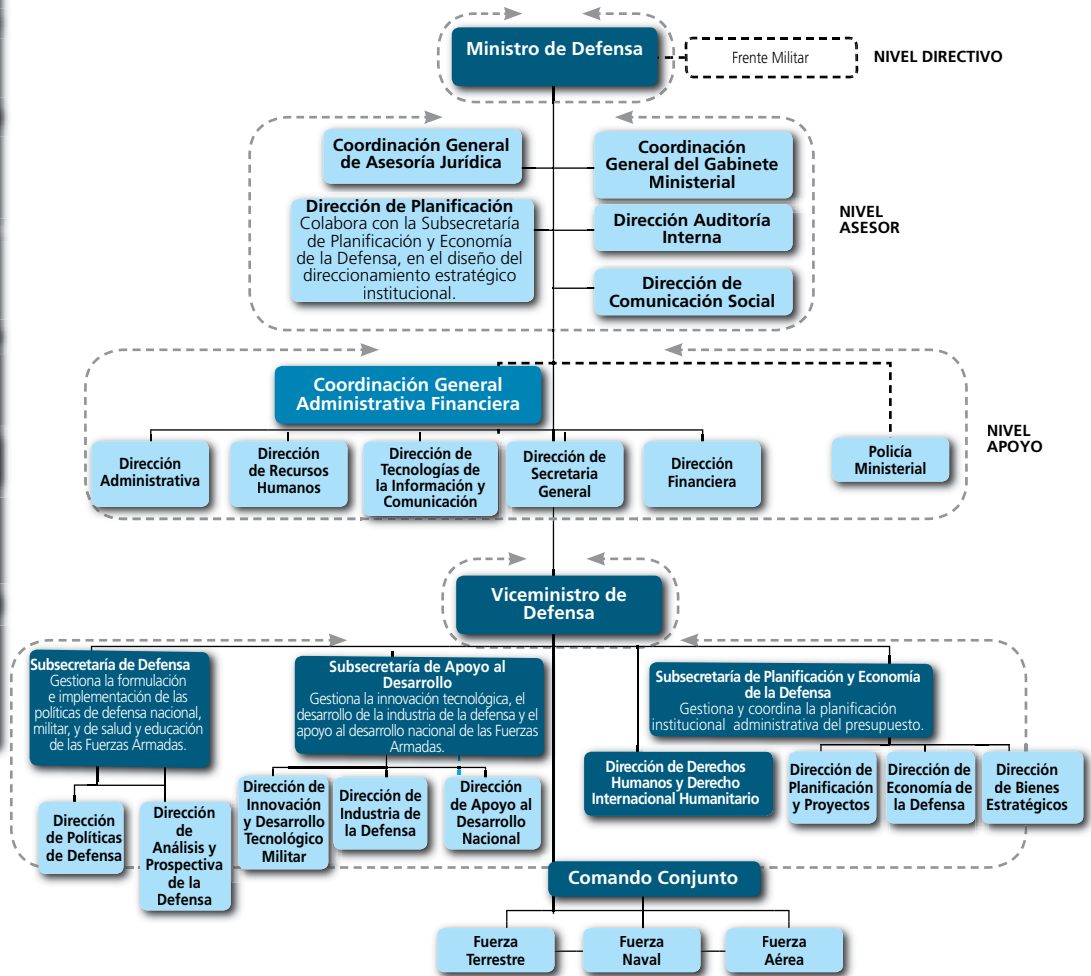 Ministro de Defensa
Frente Militar
NIVEL DIRECTIVO
Coordinación General
de Asesoría Jurídica
Coordinación
General del Gabinete
Ministerial
Dirección de Planificación
Colabora con la Subsecretaría
de Planificación y Economía
de la Defensa, en el diseño del
direccionamiento estratégico
institucional.
Dirección Auditoría
Interna
NIVEL
ASESOR
Dirección de
Comunicación Social
Coordinación General
Administrativa Financiera
NIVEL
APOYO
Dirección
Administrativa
Dirección
de Recursos
Humanos
Dirección de
Tecnologías de
la Información y
Comunicación
Dirección de
Secretaria
General
Dirección
Financiera
Policía
Ministerial
Viceministro de
Defensa
Subsecretaría de Defensa
Gestiona la formulación
e implementación de las
políticas de defensa nacional,
militar, y de salud y educación
de las Fuerzas Armadas.
Subsecretaría de Apoyo al
Desarrollo
Gestiona la innovación tecnológica, el
desarrollo de la industria de la defensa y el
apoyo al desarrollo nacional de las Fuerzas
Armadas.
Subsecretaría de Planificación y Economía
de la Defensa
Gestiona y coordina la planificación
institucional administrativa del presupuesto.
Dirección
de Políticas
de Defensa
Dirección
de
Análisis y
Prospectiva
de la
Defensa
Dirección de
Innovación
y Desarrollo
Tecnológico
Militar
Dirección de
Industria de
la Defensa
Dirección
de Apoyo al
Desarrollo
Nacional
Dirección de Derechos
Humanos y Derecho
Internacional Humanitario
Dirección de
Planificación
y Proyectos
Dirección de
Economía de
la Defensa
Dirección
de Bienes
Estratégicos
Comando Conjunto
Fuerza
Terrestre
Fuerza
Naval
Fuerza
Aérea